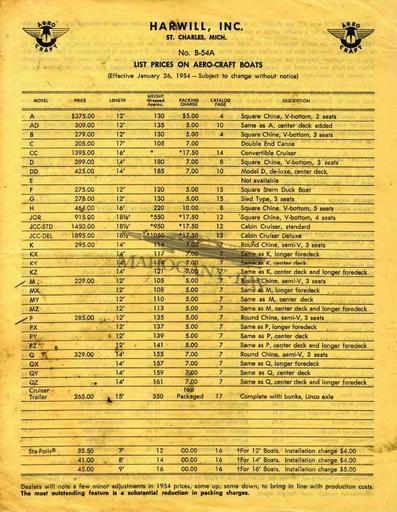 AERO CRAFT
HARWILL, INC.
ST. CHARLES, MICH.
AERO CRAFT
No. B-54A
LIST PRICES ON AERO-CRAFT BOATS
(Effective January 26, 1954—Subject to change without notice)
MODEL PRICE LENGTH WEIGHT Wrapped Approx. PACKING CHARGE CATALOG PAGE DESCRIPTION
A $275.00 12' 130 $5.00 4 Square Chine, V-bottom, 2 seats
AD 309.00 12' 135 5.00 10 Same as A, center deck added
B 279.00 12' 130 5.00 4 Square Chine, V-bottom, 3 seats
C 205.00 17' 105 7.00 Double End Canoe
CC 1395.00 16' * *17.50 14 Convertible Cruiser
D 399.00 14' 180 7.00 8 Square Chine, V-bottom, 3 seats
DD 425.00 14' 185 7.00 10 Model D, de-luxe, center deck.
E Not available
F 275.00 12' 120 5.00 15 Square Stern Duck Boat
G 278.00 12' 130 5.00 15 Sled Type, 3 seats
H 464.00 16' 220 10.00 8 Square Chine, V-bottom, 5 seats
JOR 915.00 18½' *550 *17.50 12 Square Chine, V-bottom, 4 seats
JCC-STD 1450.00 18½' *950 *17.50 12 Cabin Cruiser, standard
JCC-DEL 1895.00 18½' *17.50 12 Cabin Cruiser Deluxe
K 295.00 14' 114 7.00 7 Round Chine, semi-V, 3 seats
KX 14' 117 7.00 7 Same as K, longer foredeck
KY 14' 119 7.00 7 Same as K, center deck
KZ 14' 121 7.00 7 Same as K, center deck and longer foredeck
M 229.00 12' 105 5.00 7 Round Chine, semi-V, 3 seats
MX 12' 108 5.00 7 Same as M, longer foredeck
MY 12' 110 5.00 7 Same as M, center deck
MZ 12' 113 5.00 7 Same as M, center deck and longer foredeck
P 285.00 12' 135 5.00 7 Round Chine, semi-V, 3 seats
PX 12' 137 5.00 7 Same as P, longer foredeck
PY 12' 139 5.00 7 Same as P, center deck
PZ 12' 141 5.00 7 Same as P, center deck and longer foredeck
Q 329.00 14' 155 7.00 7 Round Chine, semi-V, 3 seats
QX 14' 157 7.00 7 Same as Q, longer foredeck
QY 14' 159 7.00 7 Same as Q, center deck
QZ 14' 161 7.00 7 Same as Q, center deck and longer foredeck
Cruiser Not
Trailer 265.00 15' 350 Packaged 17 Complete with bunks, Linco axle
Sta-Foils® 35.50 7' 12 00.00 16 †For 12' Boats. Installation charge $4.00
41.00 8' 14 00.00 16 †For 14' Boats. Installation charge $4.00
45.00 9' 16 00.00 16 †For 16' Boats. Installation charge $5.00
Dealers will note a few minor adjustments in 1954 prices, some up, some down, to bring in line with production costs.
The most outstanding feature is a substantial reduction in packing charges.